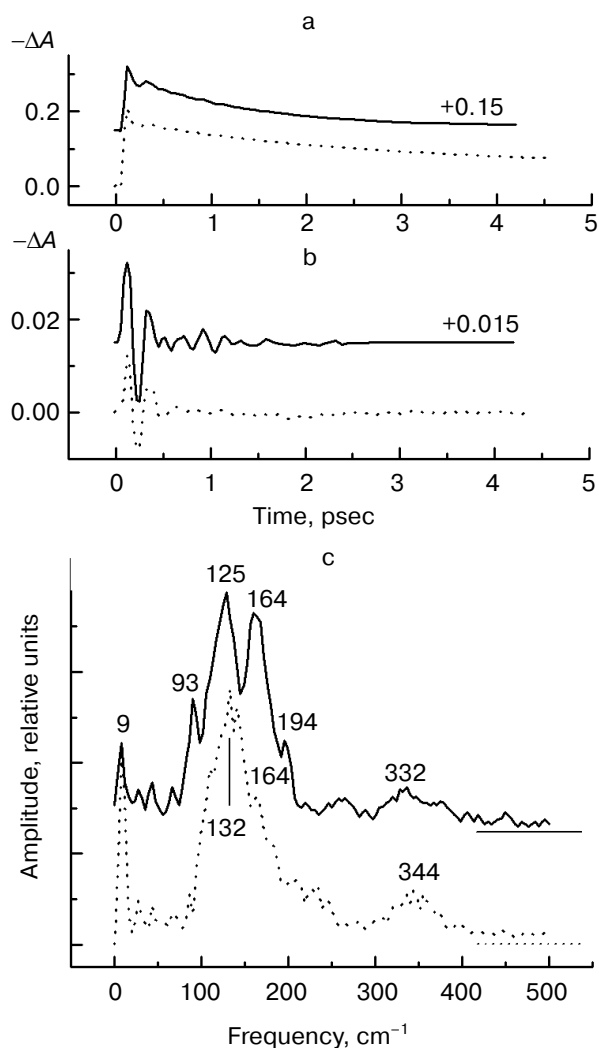 a
−ΔA
0.2
+0.15
0.0
0 1 2 3 4 5
−ΔA
b
0.02
+0.015
0.00
0 1 2 3 4 5
Time, psec
c
125
164
93
9
194
332
164
132
344
Amplitude, relative units
0 100 200 300 400 500
Frequency, cm⁻¹